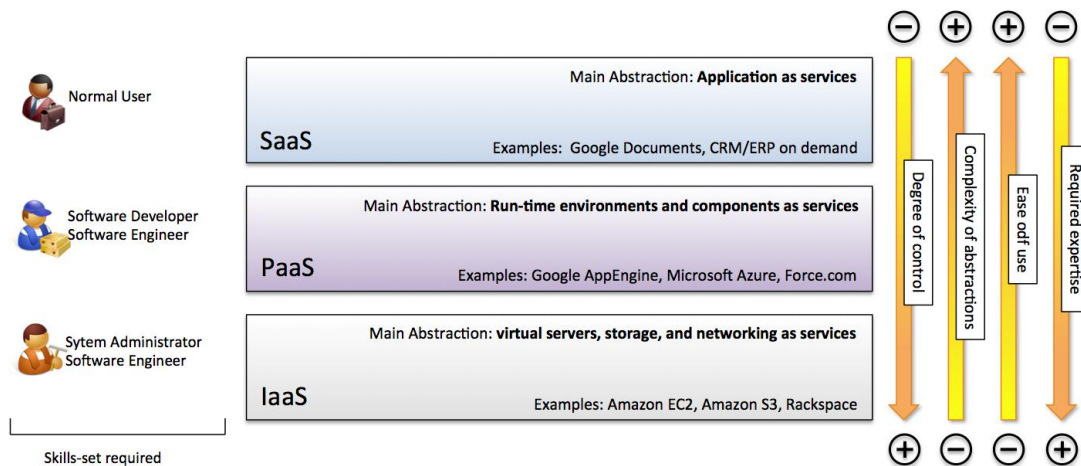 Normal User
Main Abstraction: Application as services
SaaS
Examples: Google Documents, CRM/ERP on demand
Software Developer
Software Engineer
Main Abstraction: Run-time environments and components as services
PaaS
Examples: Google AppEngine, Microsoft Azure, Force.com
Sytem Administrator
Software Engineer
Main Abstraction: virtual servers, storage, and networking as services
IaaS
Examples: Amazon EC2, Amazon S3, Rackspace
Skills-set required
Degree of control
Complexity of abstractions
Ease odf use
Required expertise